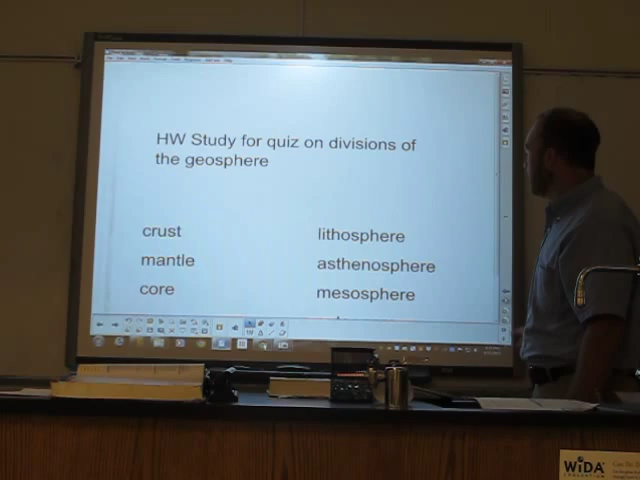 HW Study for quiz on divisions of
the geosphere
crust
lithosphere
mantle
asthenosphere
core
mesosphere
WIDA